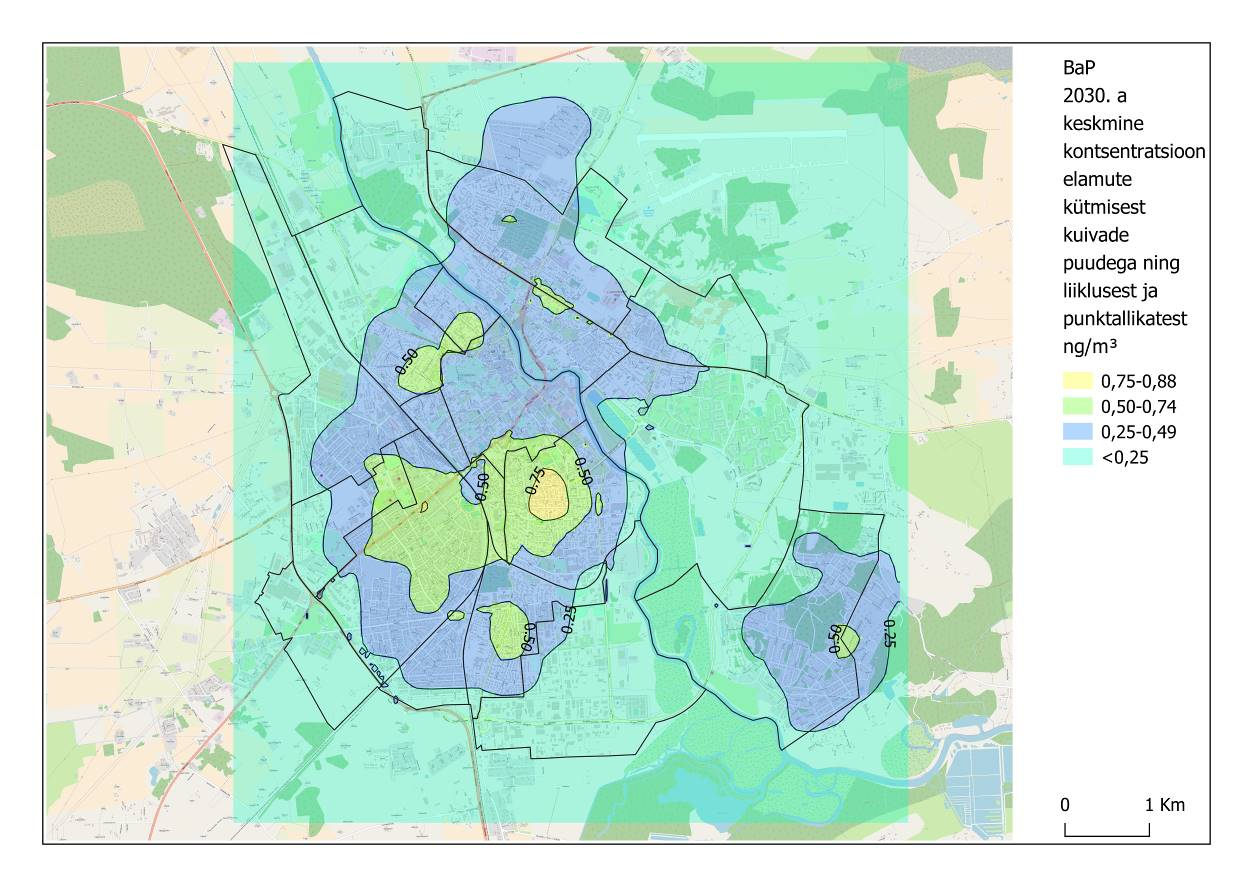 BaP
2030. a
keskmine
kontsentratsioon
elamute
kütmisest
kuivade
puudega ning
liiklusest ja
punktallikatest
ng/m³
0,75-0,88
0,50-0,74
0,25-0,49
<0,25
0.50
0.50
0.75
0.50
0.50
0.25
0.50
0.25
0 1 Km